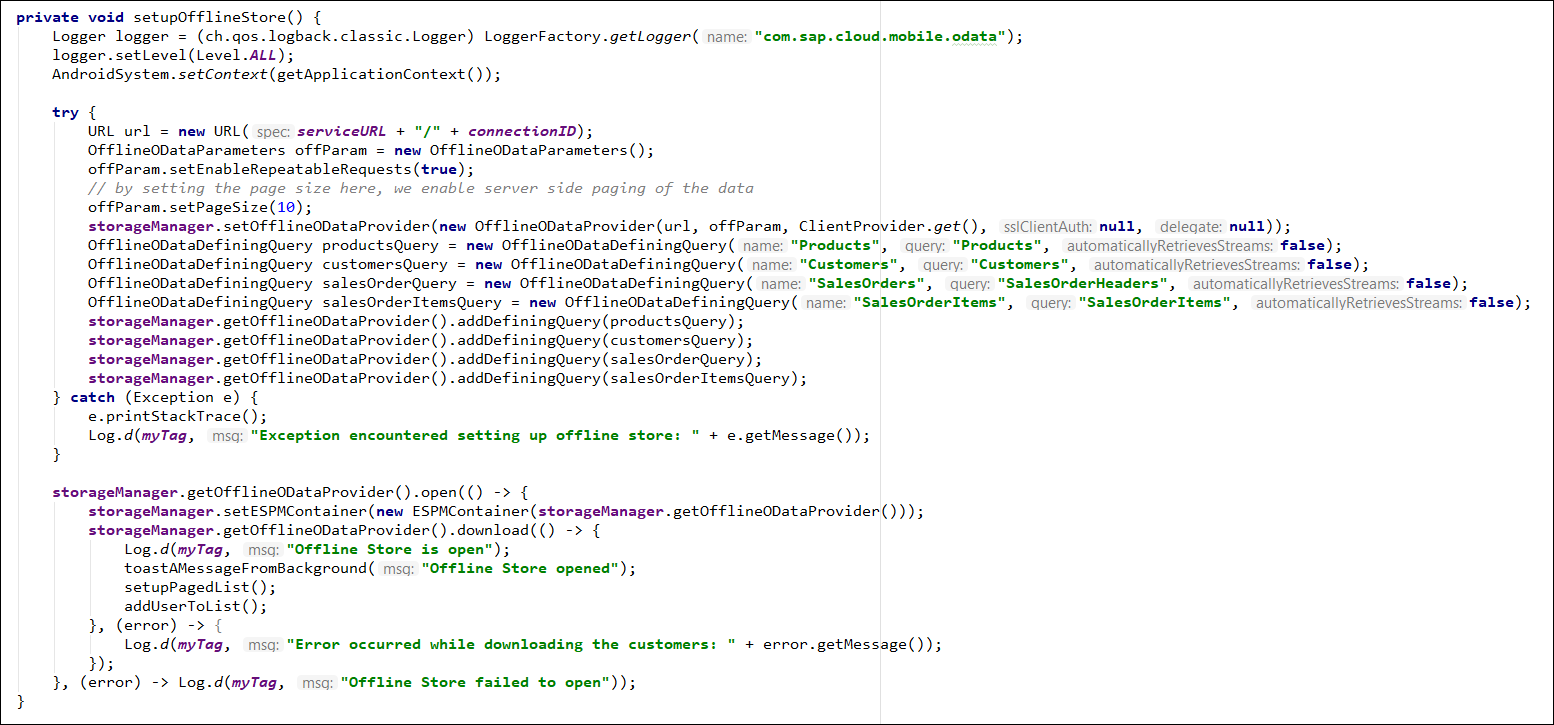 private void setupOfflineStore() {
    Logger logger = (ch.qos.logback.classic.Logger) LoggerFactory.getLogger( name: "com.sap.cloud.mobile.odata");
    logger.setLevel(Level.ALL);
    AndroidSystem.setContext(getApplicationContext());

    try {
        URL url = new URL( spec: serviceURL + "/" + connectionID);
        OfflineODataParameters offParam = new OfflineODataParameters();
        offParam.setEnableRepeatableRequests(true);
        // by setting the page size here, we enable server side paging of the data
        offParam.setPageSize(10);
        storageManager.setOfflineODataProvider(new OfflineODataProvider(url, offParam, ClientProvider.get(), sslClientAuth: null, delegate: null));
        OfflineODataDefiningQuery productsQuery = new OfflineODataDefiningQuery( name: "Products", query: "Products", automaticallyRetrievesStreams: false);
        OfflineODataDefiningQuery customersQuery = new OfflineODataDefiningQuery( name: "Customers", query: "Customers", automaticallyRetrievesStreams: false);
        OfflineODataDefiningQuery salesOrderQuery = new OfflineODataDefiningQuery( name: "SalesOrders", query: "SalesOrderHeaders", automaticallyRetrievesStreams: false);
        OfflineODataDefiningQuery salesOrderItemsQuery = new OfflineODataDefiningQuery( name: "SalesOrderItems", query: "SalesOrderItems", automaticallyRetrievesStreams: false);
        storageManager.getOfflineODataProvider().addDefiningQuery(productsQuery);
        storageManager.getOfflineODataProvider().addDefiningQuery(customersQuery);
        storageManager.getOfflineODataProvider().addDefiningQuery(salesOrderQuery);
        storageManager.getOfflineODataProvider().addDefiningQuery(salesOrderItemsQuery);
    } catch (Exception e) {
        e.printStackTrace();
        Log.d(myTag, msg: "Exception encountered setting up offline store: " + e.getMessage());
    }

    storageManager.getOfflineODataProvider().open(() -> {
        storageManager.setESPMContainer(new ESPMContainer(storageManager.getOfflineODataProvider()));
        storageManager.getOfflineODataProvider().download(() -> {
            Log.d(myTag, msg: "Offline Store is open");
            toastAMessageFromBackground( msg: "Offline Store opened");
            setupPagedList();
            addUserToList();
        }, (error) -> {
            Log.d(myTag, msg: "Error occurred while downloading the customers: " + error.getMessage());
        });
    }, (error) -> Log.d(myTag, msg: "Offline Store failed to open"));
}